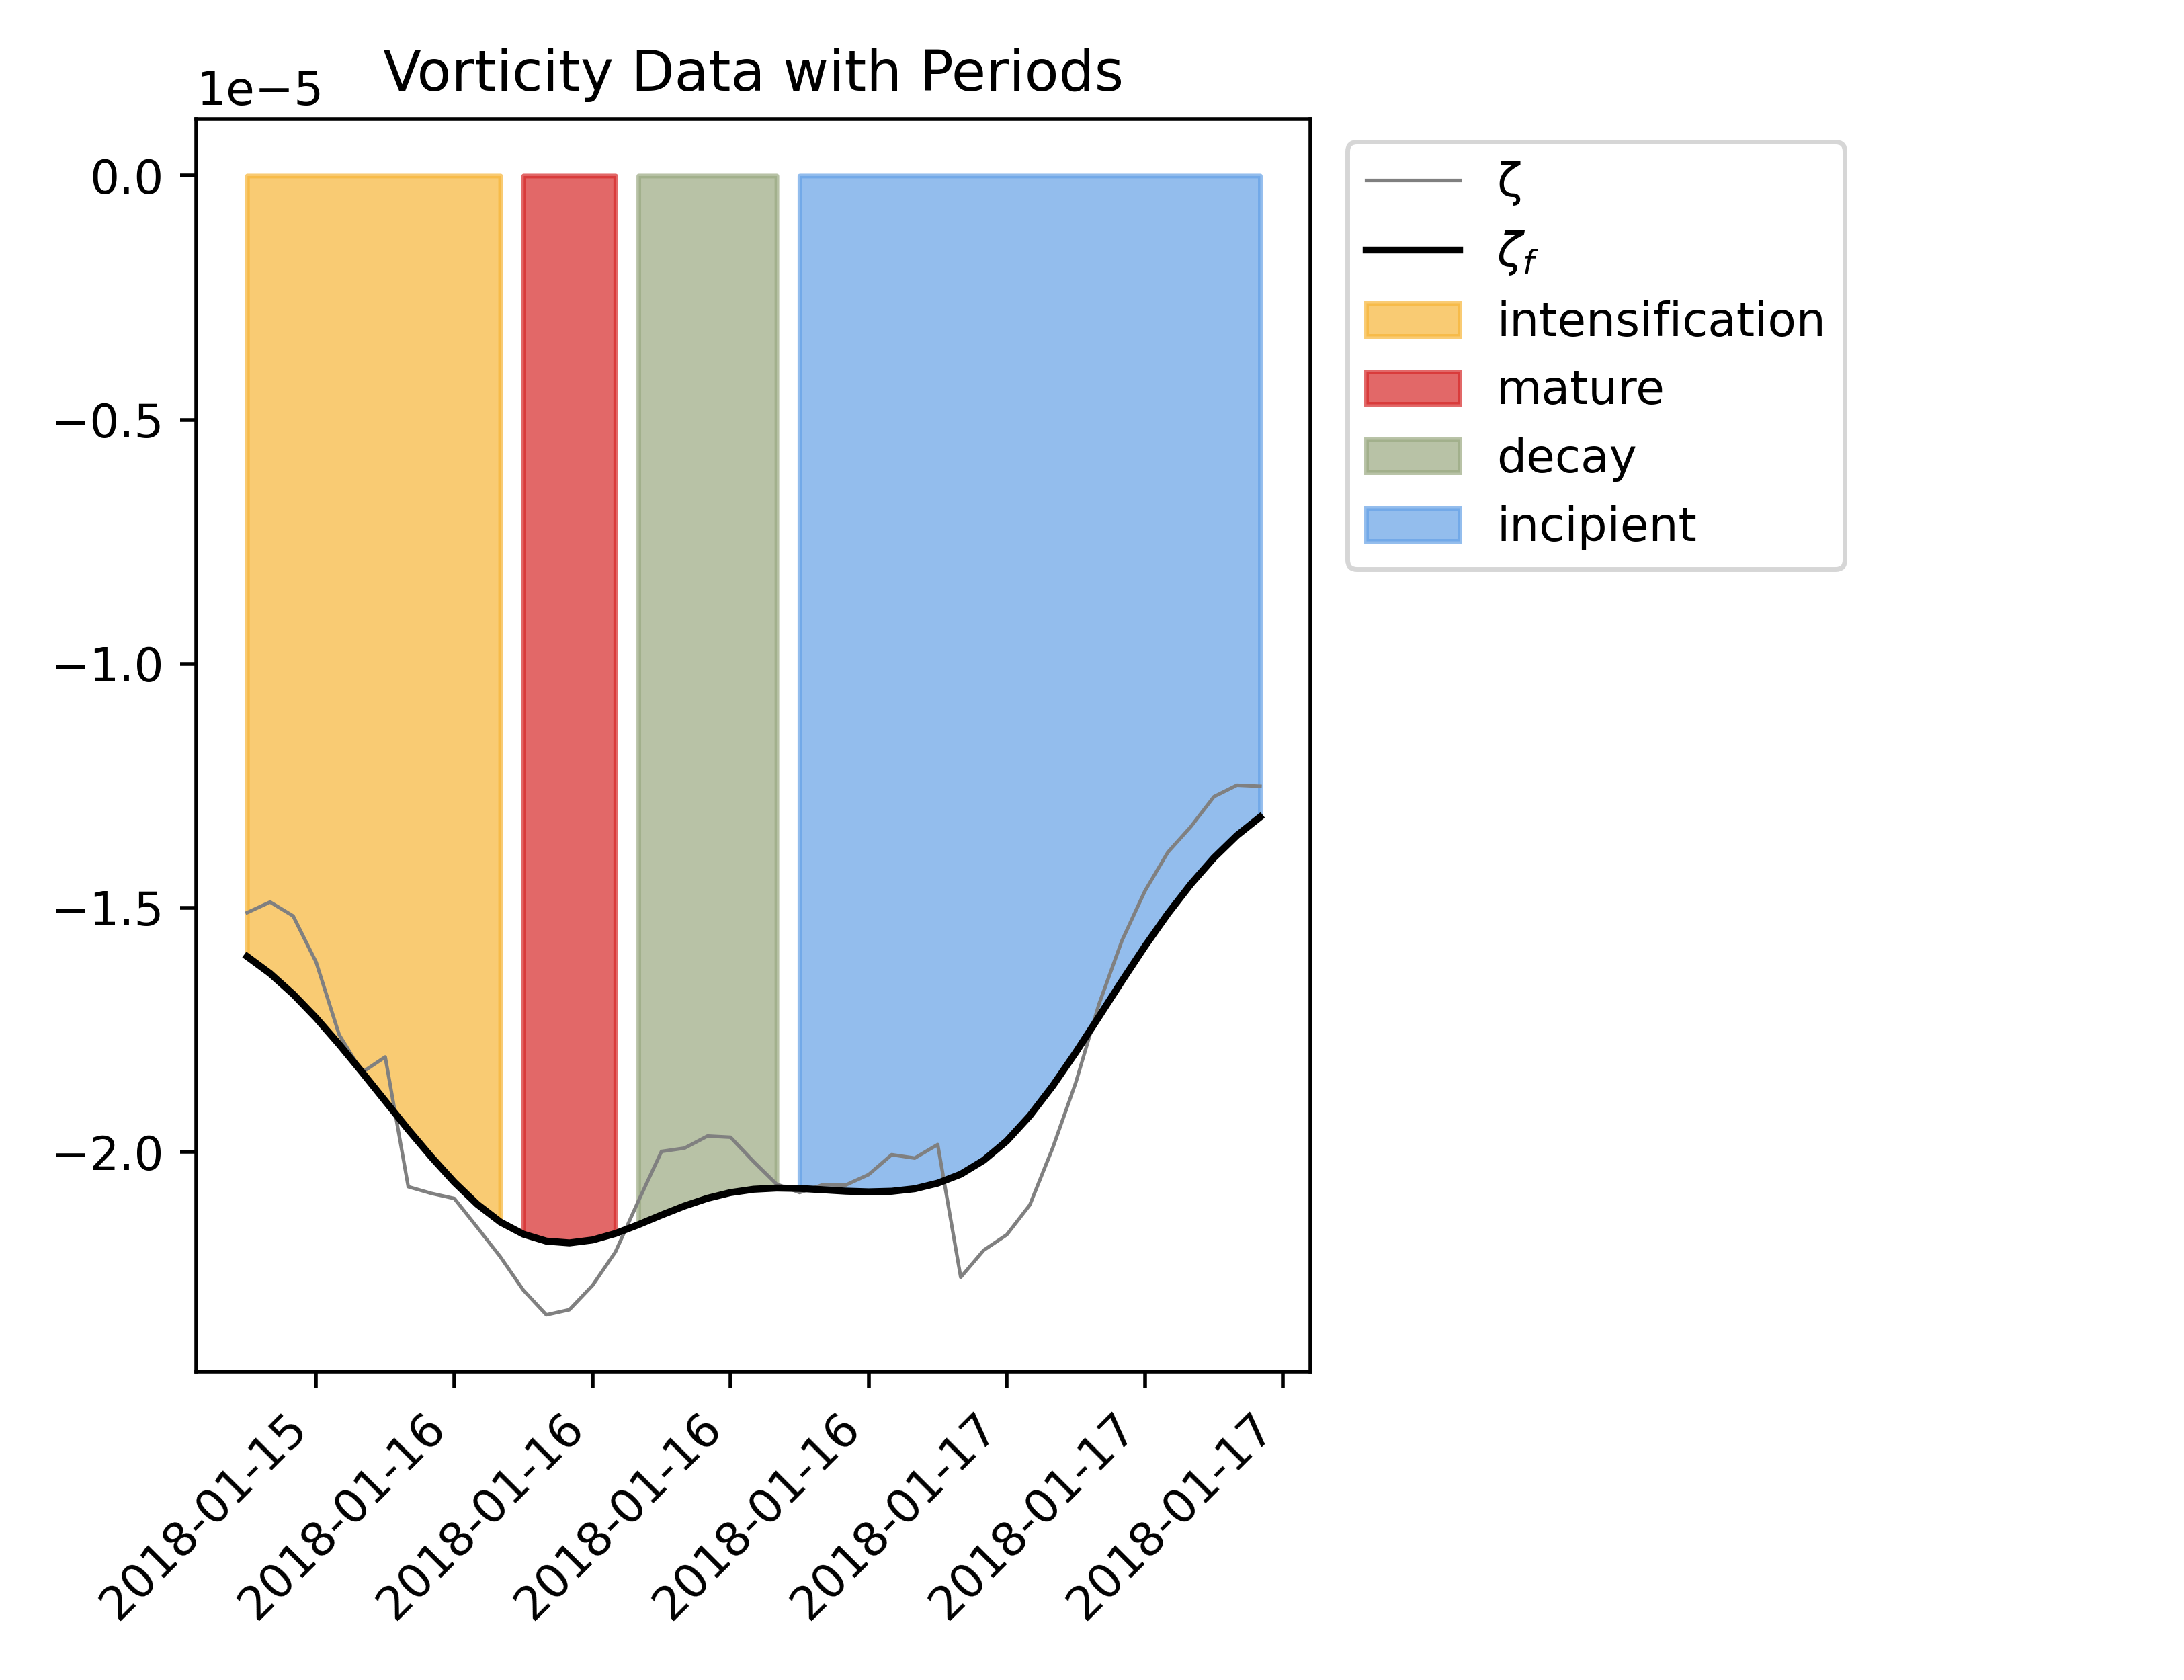 Vorticity Data with Periods
1e−5
0.0
−0.5
−1.0
−1.5
−2.0
2018-01-15
2018-01-16
2018-01-16
2018-01-16
2018-01-16
2018-01-17
2018-01-17
2018-01-17
ζ
ζf
intensification
mature
decay
incipient